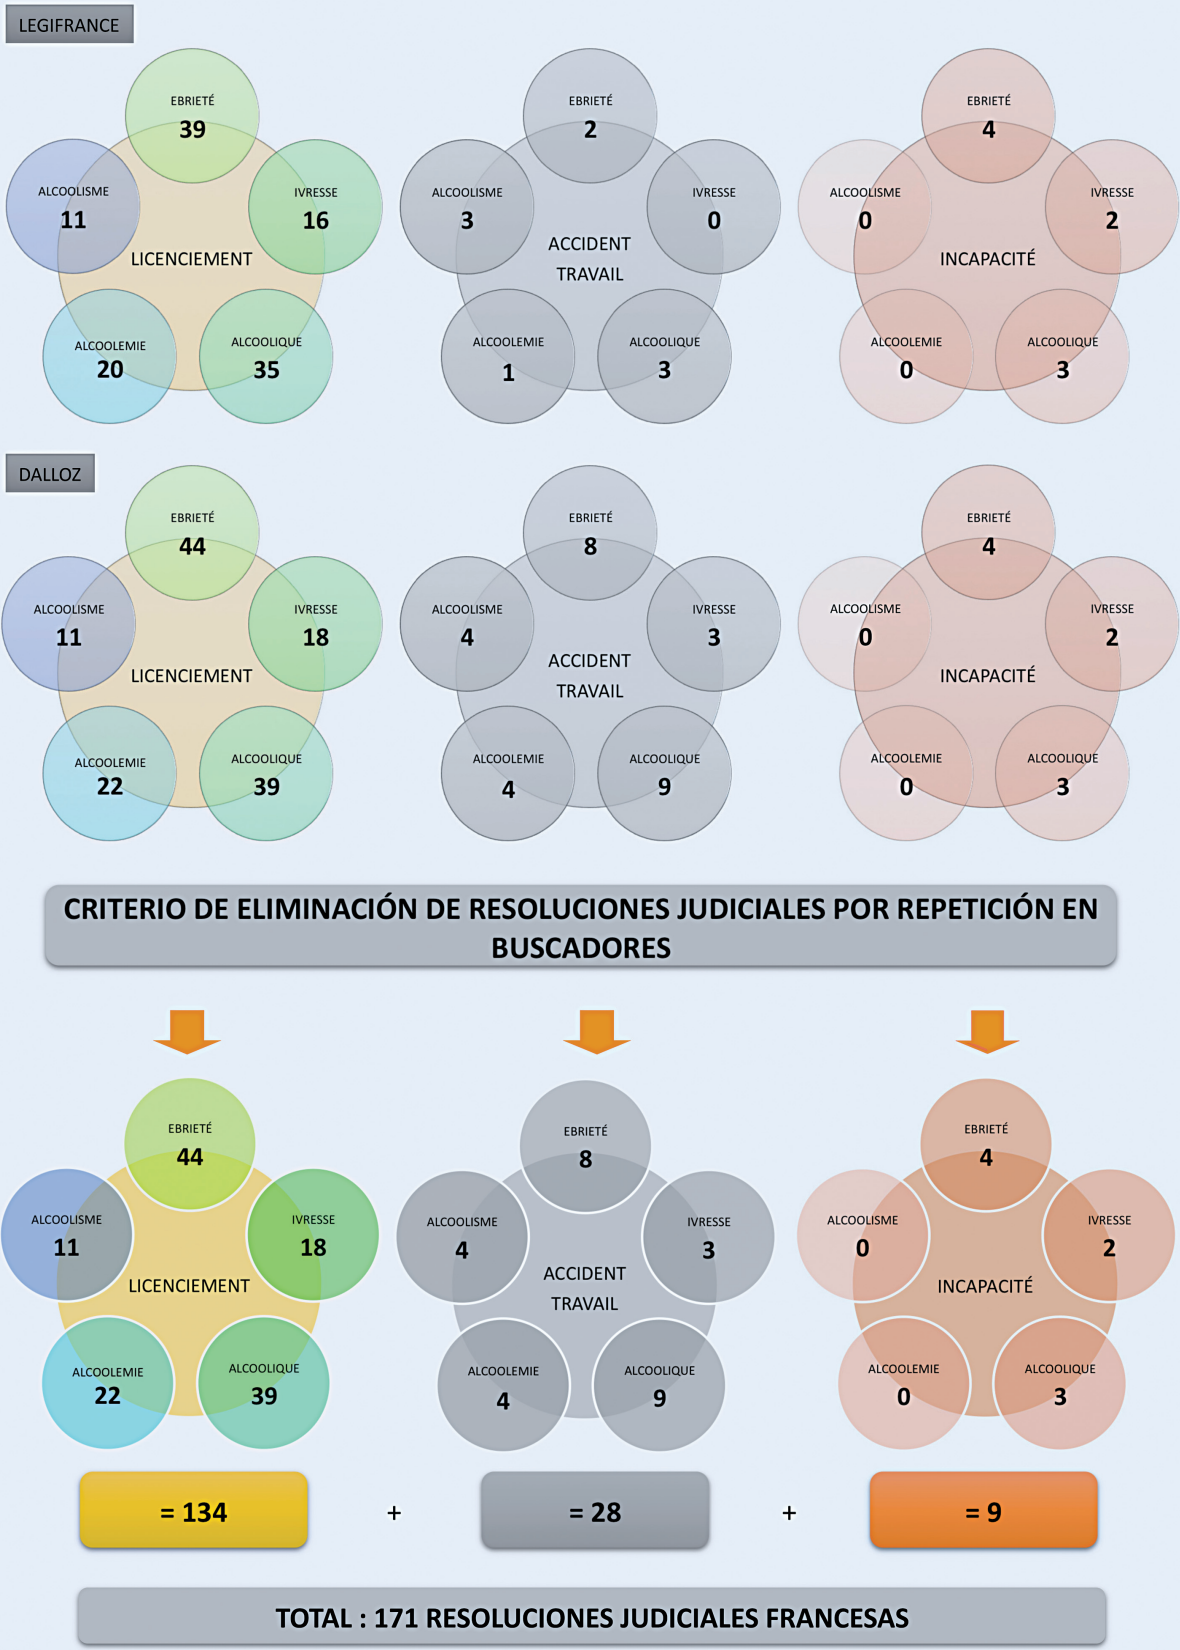 LEGIFRANCE
EBRIETÉ
39
ALCOOLISME
11
IVRESSE
16
LICENCIEMENT
ALCOOLEMIE
20
ALCOOLIQUE
35
EBRIETÉ
2
ALCOOLISME
3
IVRESSE
0
ACCIDENT
TRAVAIL
ALCOOLEMIE
1
ALCOOLIQUE
3
EBRIETÉ
4
ALCOOLISME
0
IVRESSE
2
INCAPACITÉ
ALCOOLEMIE
0
ALCOOLIQUE
3
DALLOZ
EBRIETÉ
44
ALCOOLISME
11
IVRESSE
18
LICENCIEMENT
ALCOOLEMIE
22
ALCOOLIQUE
39
EBRIETÉ
8
ALCOOLISME
4
IVRESSE
3
ACCIDENT
TRAVAIL
ALCOOLEMIE
4
ALCOOLIQUE
9
EBRIETÉ
4
ALCOOLISME
0
IVRESSE
2
INCAPACITÉ
ALCOOLEMIE
0
ALCOOLIQUE
3
CRITERIO DE ELIMINACIÓN DE RESOLUCIONES JUDICIALES POR REPETICIÓN EN
BUSCADORES
EBRIETÉ
44
ALCOOLISME
11
IVRESSE
18
LICENCIEMENT
ALCOOLEMIE
22
ALCOOLIQUE
39
EBRIETÉ
8
ALCOOLISME
4
IVRESSE
3
ACCIDENT
TRAVAIL
ALCOOLEMIE
4
ALCOOLIQUE
9
EBRIETÉ
4
ALCOOLISME
0
IVRESSE
2
INCAPACITÉ
ALCOOLEMIE
0
ALCOOLIQUE
3
= 134 + = 28 + = 9
TOTAL : 171 RESOLUCIONES JUDICIALES FRANCESAS